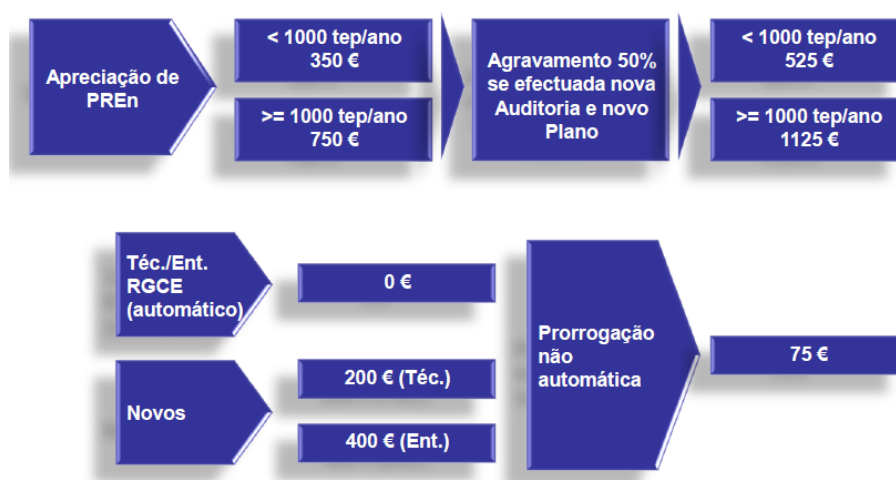 Apreciação de
PREn
< 1000 tep/ano
350 €
>= 1000 tep/ano
750 €
Agravamento 50%
se efectuada nova
Auditoria e novo
Plano
< 1000 tep/ano
525 €
>= 1000 tep/ano
1125 €
Téc./Ent.
RGCE
(automático)
0 €
Novos
200 € (Téc.)
400 € (Ent.)
Prorrogação
não
automática
75 €